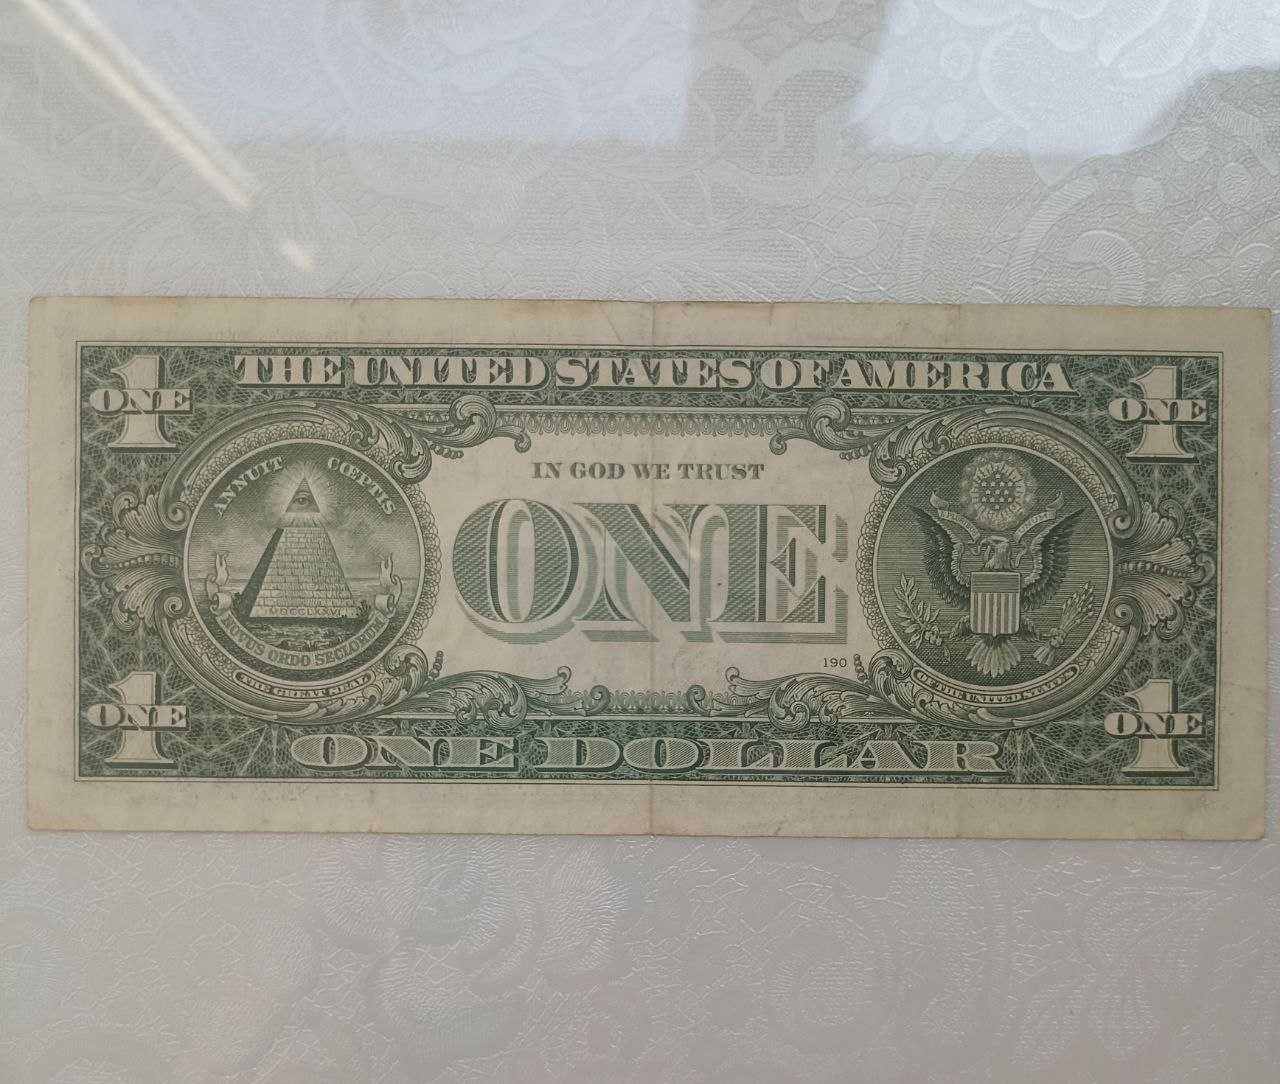 THE UNITED STATES OF AMERICA
1
ONE
1
ONE
ANNUIT CŒPTIS
IN GOD WE TRUST
ONE
MDCCLXXVI
NOVUS ORDO SECLORUM
THE GREAT SEAL
190
OF THE UNITED STATES
1
ONE
1
ONE
ONE DOLLAR